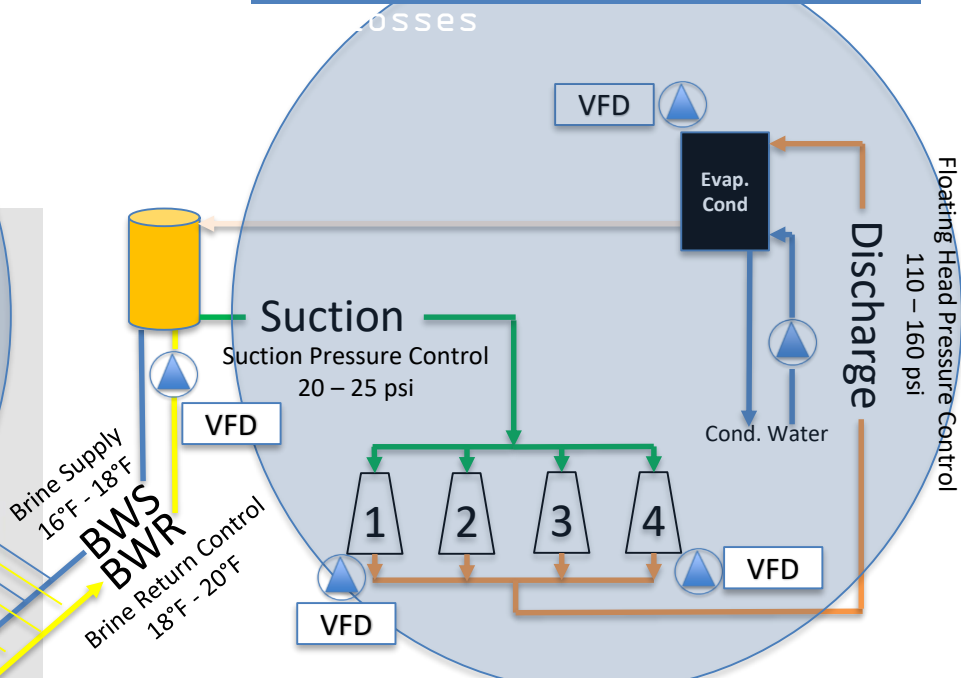 osses
VFD
Evap.
Cond
Discharge
Floating Head Pressure Control
110 – 160 psi
Suction
Suction Pressure Control
20 – 25 psi
VFD
Cond. Water
Brine Supply
16°F - 18°F
BWS
BWR
Brine Return Control
18°F - 20°F
1 2 3 4
VFD
VFD